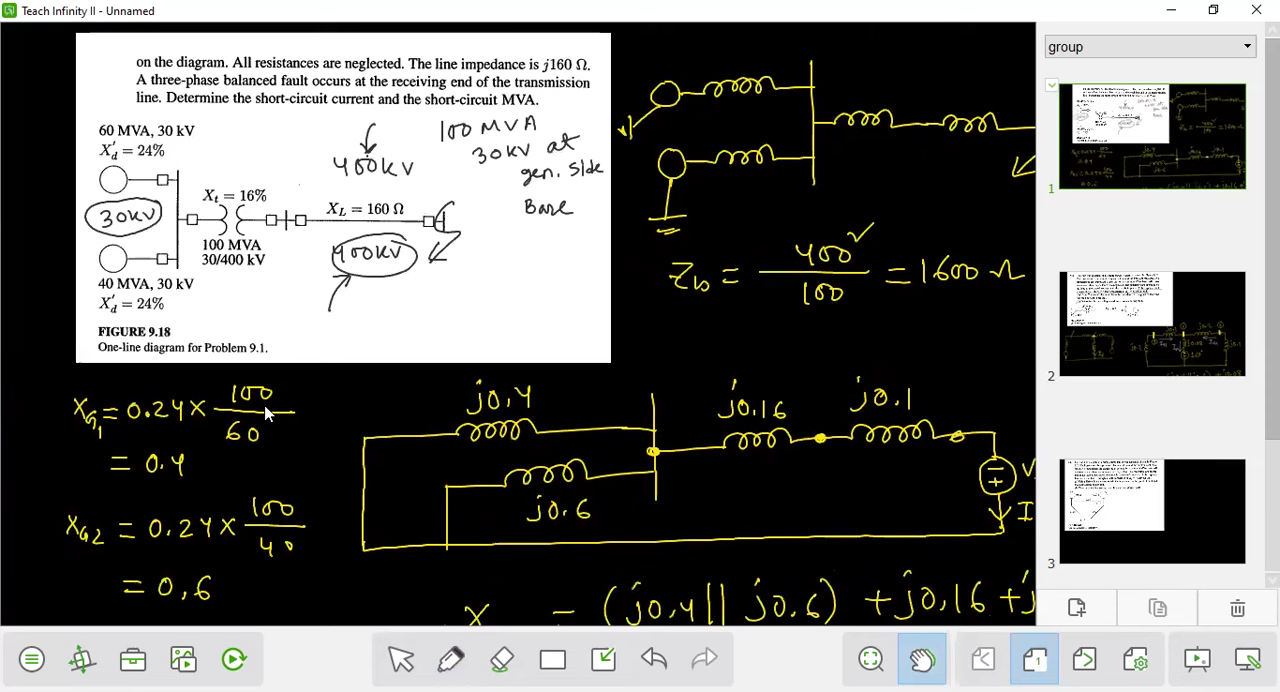 Teach Infinity II - Unnamed
on the diagram. All resistances are neglected. The line impedance is j160 Ω.
A three-phase balanced fault occurs at the receiving end of the transmission
line. Determine the short-circuit current and the short-circuit MVA.
60 MVA, 30 kV
X'd = 24%
30kV
Xt = 16%
100 MVA
30/400 kV
XL = 160 Ω
400kV
400kV
40 MVA, 30 kV
X'd = 24%
FIGURE 9.18
One-line diagram for Problem 9.1.
100 MVA
30KV at
gen. side
Base
Zb = 400² / 100 = 1600 Ω
XG1 = 0.24 × 100 / 60
= 0.4
XG2 = 0.24 × 100 / 40
= 0.6
j0.4
j0.6
j0.16
j0.1
V
I
X = (j0.4 || j0.6) + j0.16 + j
group
1
2
3
1